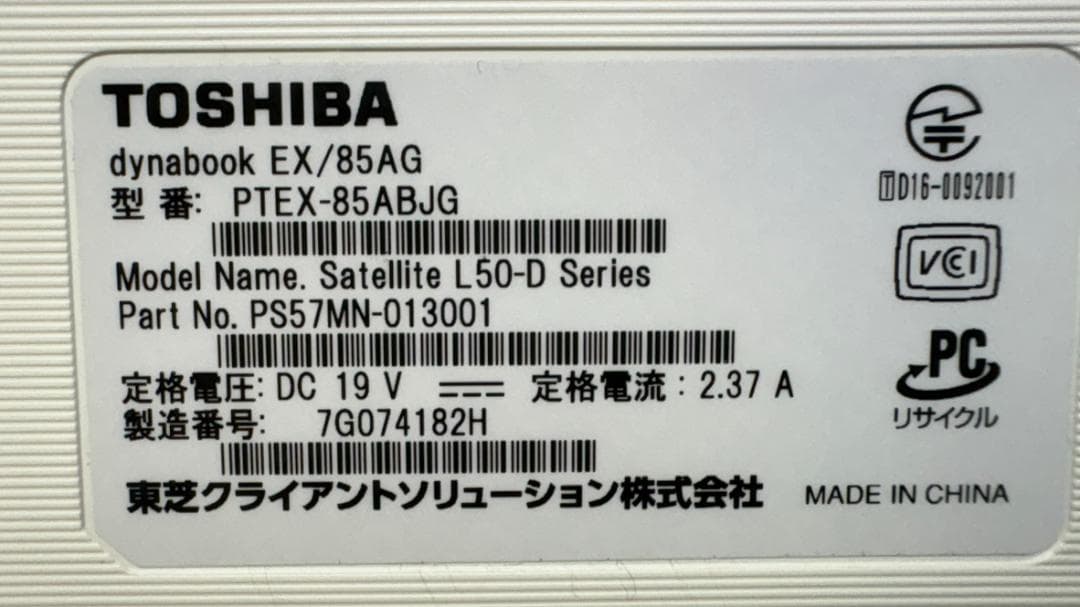 TOSHIBA
dynabook EX/85AG
型 番: PTEX-85ABJG
Model Name. Satellite L50-D Series
Part No. PS57MN-013001
定格電圧: DC 19 V ⎓ 定格電流: 2.37 A
製造番号: 7G074182H
東芝クライアントソリューション株式会社
MADE IN CHINA
TD16-0092001
VCCI
PC
リサイクル